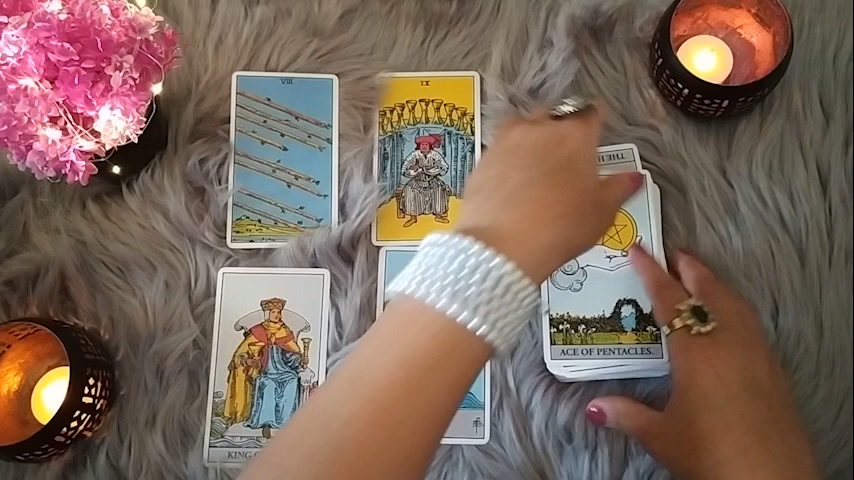 VIII
IX
THE H
ACE OF PENTACLES.
KING